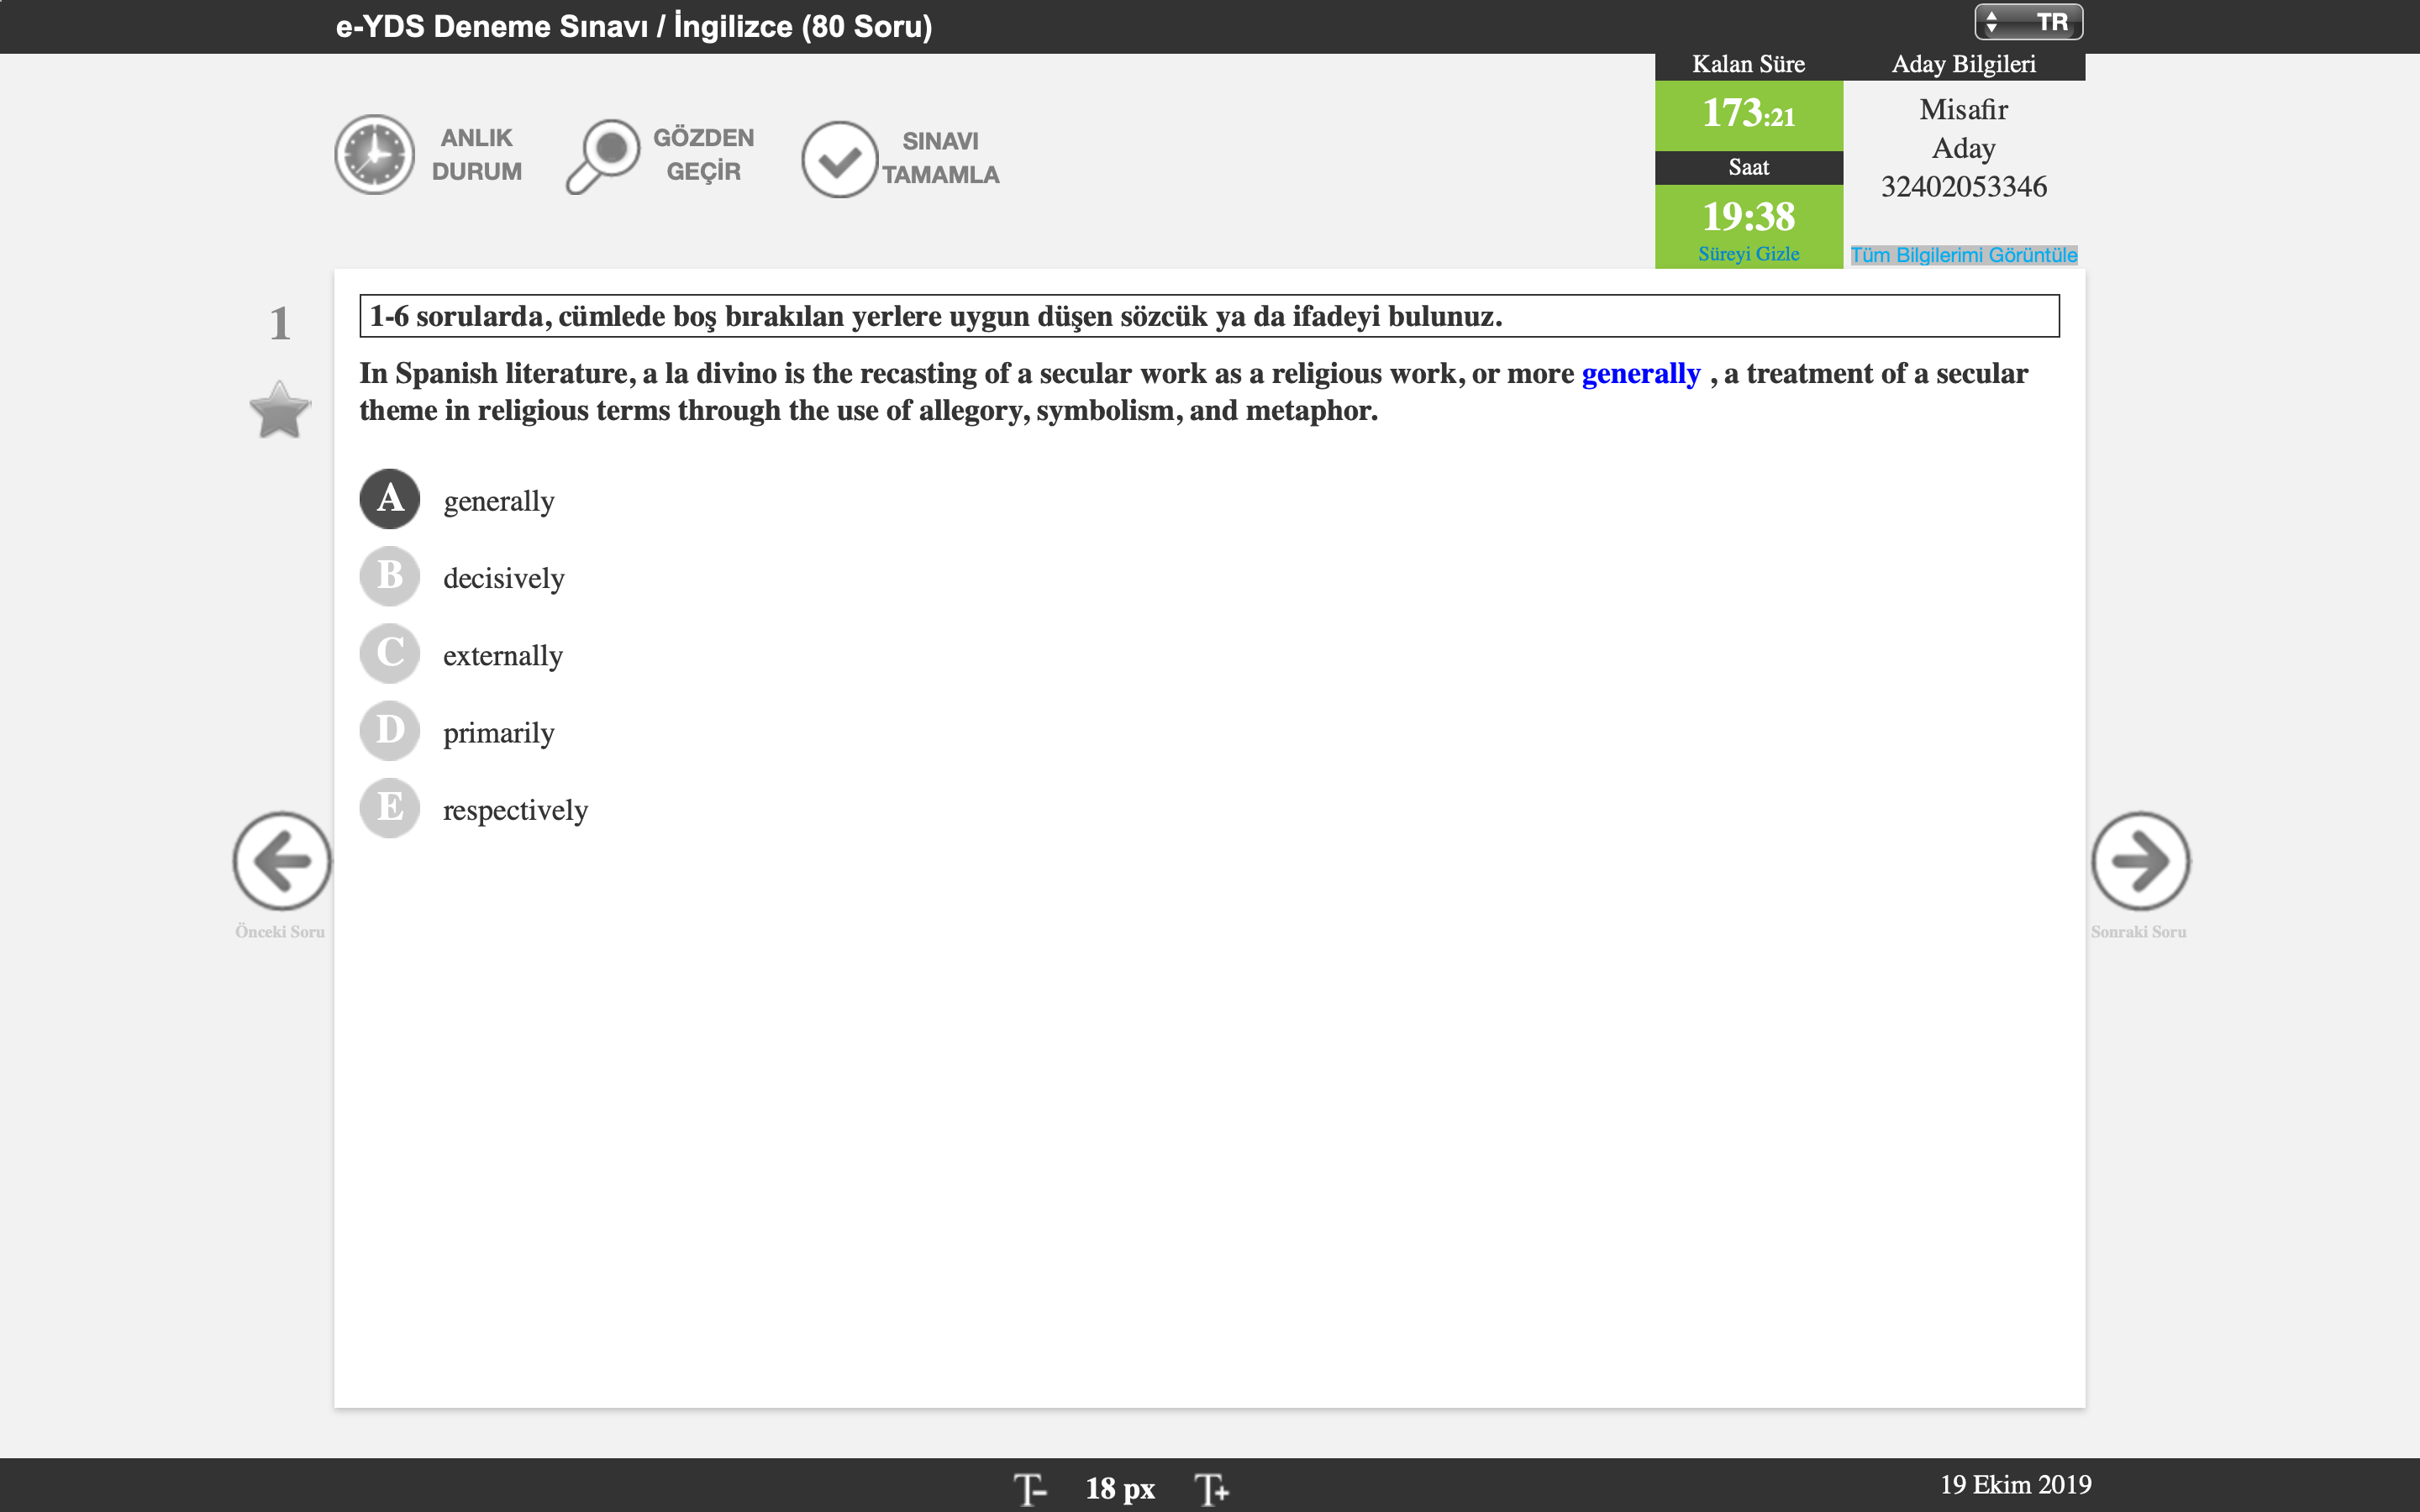 e-YDS Deneme Sınavı / İngilizce (80 Soru)
TR
Kalan Süre
Aday Bilgileri
173:21
Misafir
Aday
32402053346
Saat
19:38
Süreyi Gizle
Tüm Bilgilerimi Görüntüle
ANLIK
DURUM
GÖZDEN
GEÇİR
SINAVI
TAMAMLA
1
1-6 sorularda, cümlede boş bırakılan yerlere uygun düşen sözcük ya da ifadeyi bulunuz.
In Spanish literature, a la divino is the recasting of a secular work as a religious work, or more generally , a treatment of a secular
theme in religious terms through the use of allegory, symbolism, and metaphor.
A generally
B decisively
C externally
D primarily
E respectively
Önceki Soru
Sonraki Soru
T- 18 px T+
19 Ekim 2019